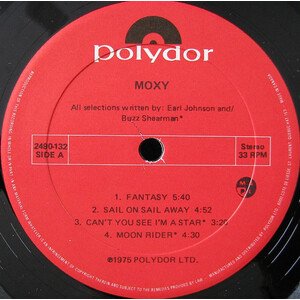 polydor
MOXY
All selections written by: Earl Johnson and/
Buzz Shearman*
2490-132
SIDE A
Stereo
33 RPM
1. FANTASY 5:40
2. SAIL ON SAIL AWAY 4:52
3. CAN'T YOU SEE I'M A STAR* 3:26
4. MOON RIDER* 4:30
℗1975 POLYDOR LTD.